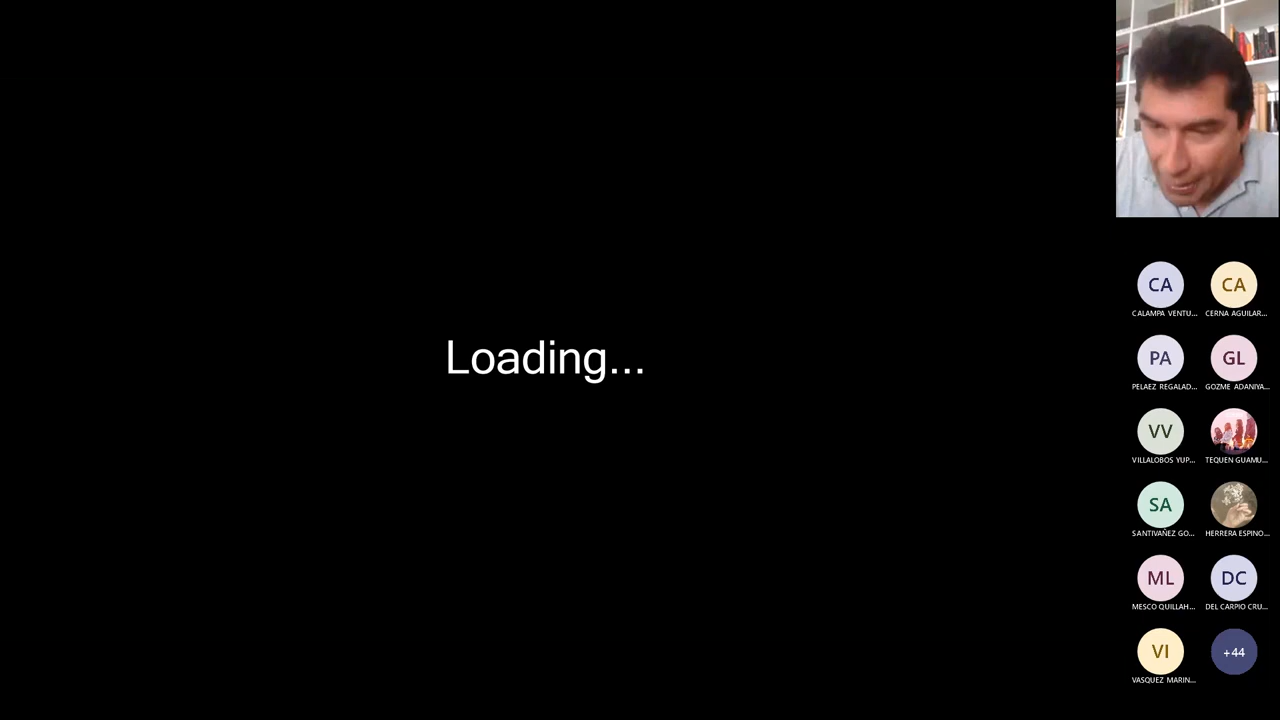 Loading...
CA
CA
CALAMPA VENTU...
CERNA AGUILAR...
PA
GL
PELAEZ REGALAD...
GOZME ADANIYA...
VV
VILLALOBOS YUP...
TEQUEN GUAMU...
SA
SANTIVAÑEZ GO...
HERRERA ESPINO...
ML
DC
MESCO QUILLAH...
DEL CARPIO CRU...
VI
+44
VASQUEZ MARIN...